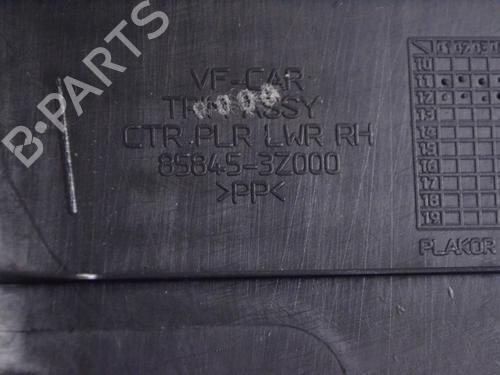 VF-CAR
TRIM ASSY
CTR PLR LWR RH
85845-3Z000
>PP<
10
11
12
13
14
15
16
17
18
19
PLAKOR
B-PARTS